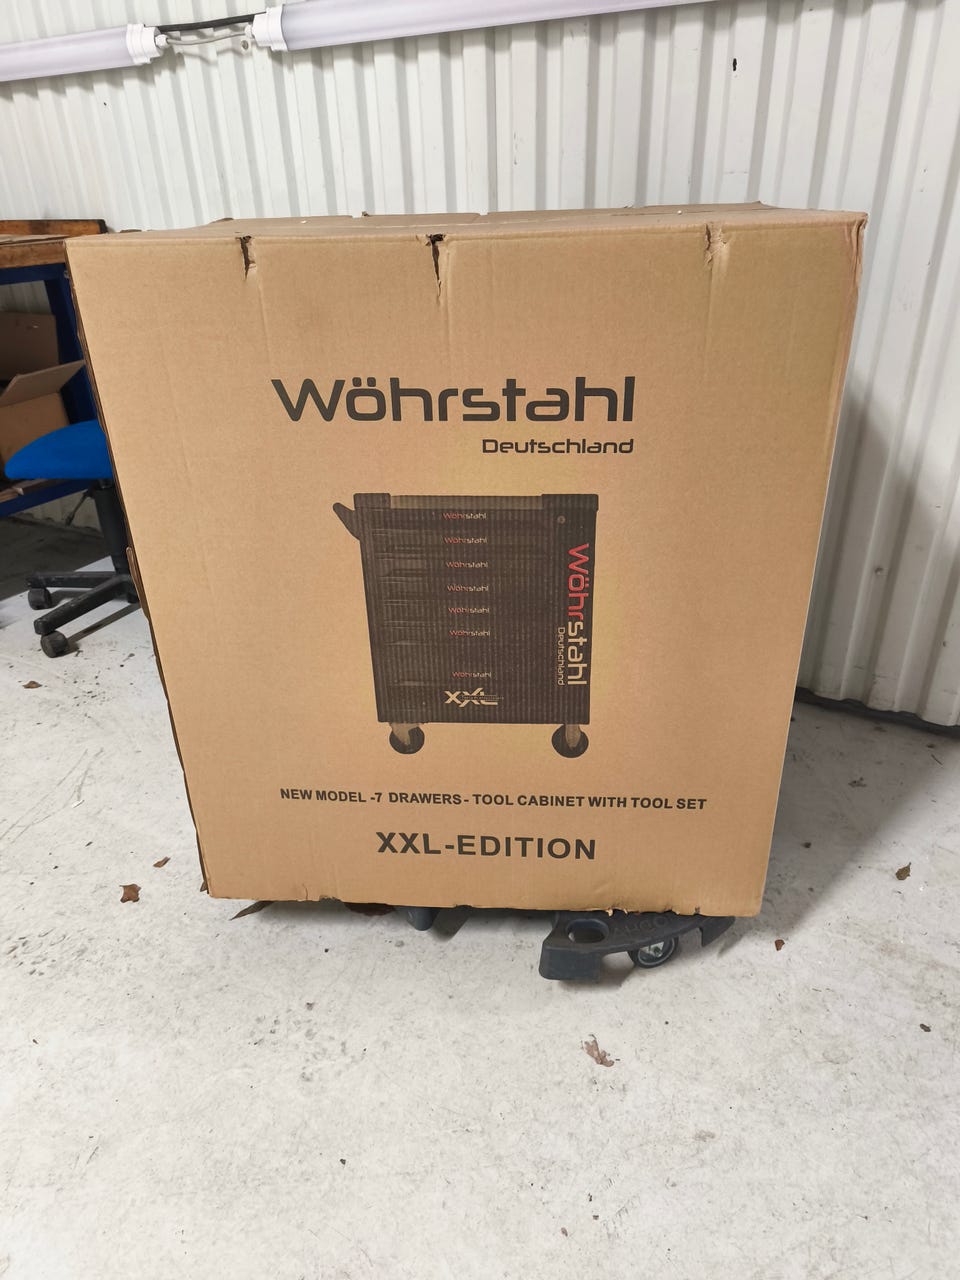 Wöhrstahl
Deutschland
Wöhrstahl
Wöhrstahl
Wöhrstahl
Wöhrstahl
Wöhrstahl
Wöhrstahl
Wöhrstahl
XXL
Wöhrstahl
Deutschland
NEW MODEL -7 DRAWERS- TOOL CABINET WITH TOOL SET
XXL-EDITION